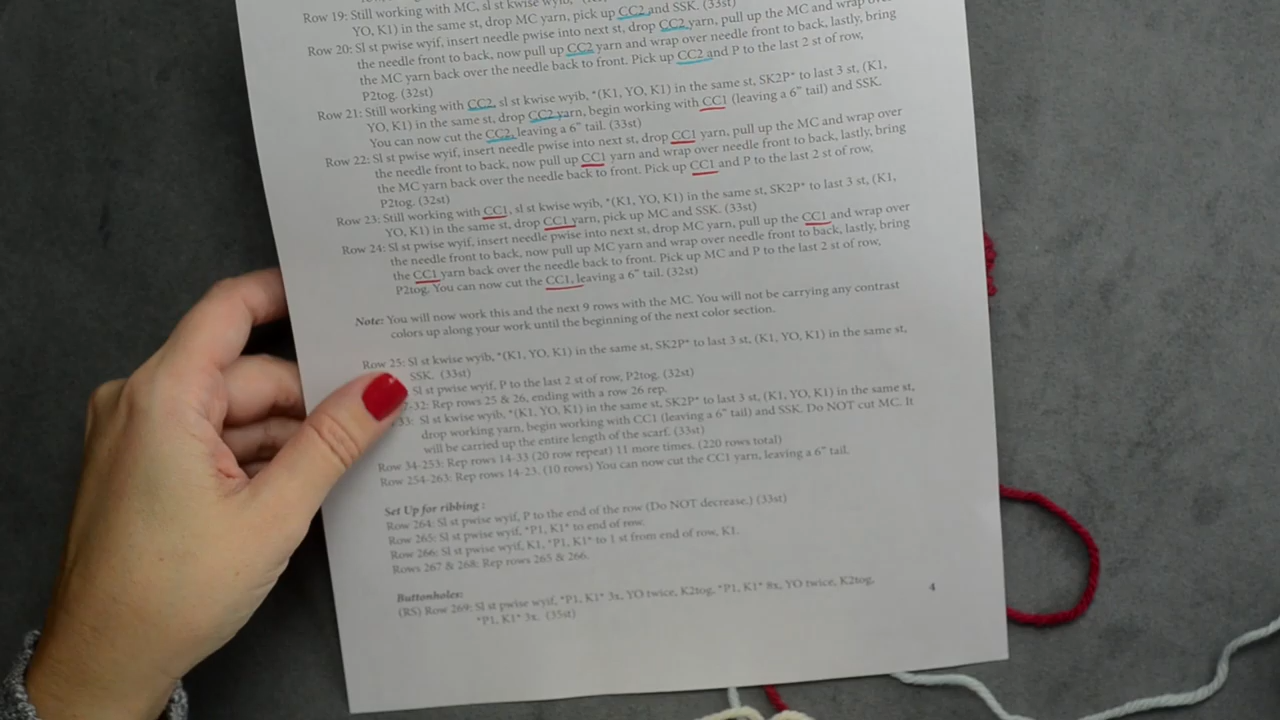 Row 19: Still working with MC, sl st kwise wyib,
YO, K1) in the same st, drop MC yarn, pick up CC2 and SSK. (33st)
Row 20: Sl st pwise wyif, insert needle pwise into next st, drop CC2 yarn, pull up the MC and wrap over
the needle front to back, now pull up CC2 yarn and wrap over needle front to back, lastly, bring
the MC yarn back over the needle back to front. Pick up CC2 and P to the last 2 st of row,
P2tog. (32st)
Row 21: Still working with CC2, sl st kwise wyib, *(K1, YO, K1) in the same st, SK2P* to last 3 st, (K1,
YO, K1) in the same st, drop CC2 yarn, begin working with CC1 (leaving a 6" tail) and SSK.
You can now cut the CC2, leaving a 6" tail. (33st)
Row 22: Sl st pwise wyif, insert needle pwise into next st, drop CC1 yarn, pull up the MC and wrap over
the needle front to back, now pull up CC1 yarn and wrap over needle front to back, lastly, bring
the MC yarn back over the needle back to front. Pick up CC1 and P to the last 2 st of row,
P2tog. (32st)
Row 23: Still working with CC1, sl st kwise wyib, *(K1, YO, K1) in the same st, SK2P* to last 3 st, (K1,
YO, K1) in the same st, drop CC1 yarn, pick up MC and SSK. (33st)
Row 24: Sl st pwise wyif, insert needle pwise into next st, drop MC yarn, pull up the CC1 and wrap over
the needle front to back, now pull up MC yarn and wrap over needle front to back, lastly, bring
the CC1 yarn back over the needle back to front. Pick up MC and P to the last 2 st of row,
P2tog. You can now cut the CC1, leaving a 6" tail. (32st)
Note: You will now work this and the next 9 rows with the MC. You will not be carrying any contrast
colors up along your work until the beginning of the next color section.
Row 25: Sl st kwise wyib, *(K1, YO, K1) in the same st, SK2P* to last 3 st, (K1, YO, K1) in the same st,
SSK. (33st)
Sl st pwise wyif, P to the last 2 st of row, P2tog. (32st)
7-32: Rep rows 25 & 26, ending with a row 26 rep.
33: Sl st kwise wyib, *(K1, YO, K1) in the same st, SK2P* to last 3 st, (K1, YO, K1) in the same st,
drop working yarn, begin working with CC1 (leaving a 6" tail) and SSK. Do NOT cut MC. It
will be carried up the entire length of the scarf. (33st)
Row 34-253: Rep rows 14-33 (20 row repeat) 11 more times. (220 rows total)
Row 254-263: Rep rows 14-23. (10 rows) You can now cut the CC1 yarn, leaving a 6" tail.
Set Up for ribbing :
Row 264: Sl st pwise wyif, P to the end of the row (Do NOT decrease.) (33st)
Row 265: Sl st pwise wyif, *P1, K1* to end of row.
Row 266: Sl st pwise wyif, K1, *P1, K1* to 1 st from end of row, K1.
Rows 267 & 268: Rep rows 265 & 266.
Buttonholes:
(RS) Row 269: Sl st pwise wyif, *P1, K1* 3x, YO twice, K2tog, *P1, K1* 8x, YO twice, K2tog,
*P1, K1* 3x. (35st)
4